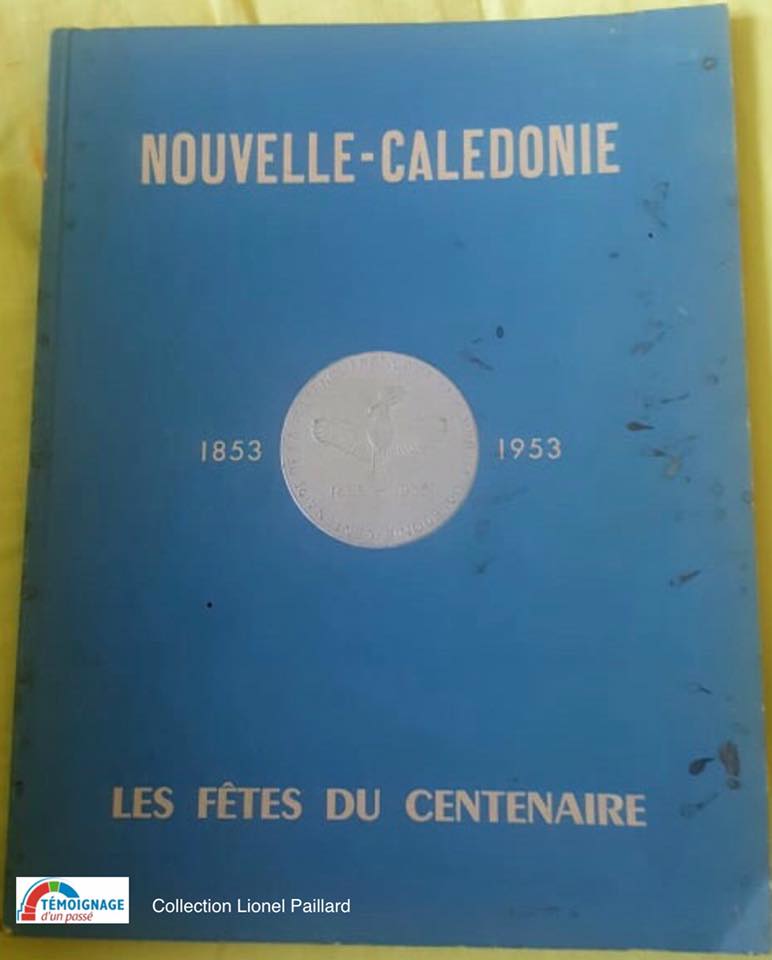 NOUVELLE-CALEDONIE
1853
1953
LES FÊTES DU CENTENAIRE
TÉMOIGNAGE
d'un passé
Collection Lionel Paillard